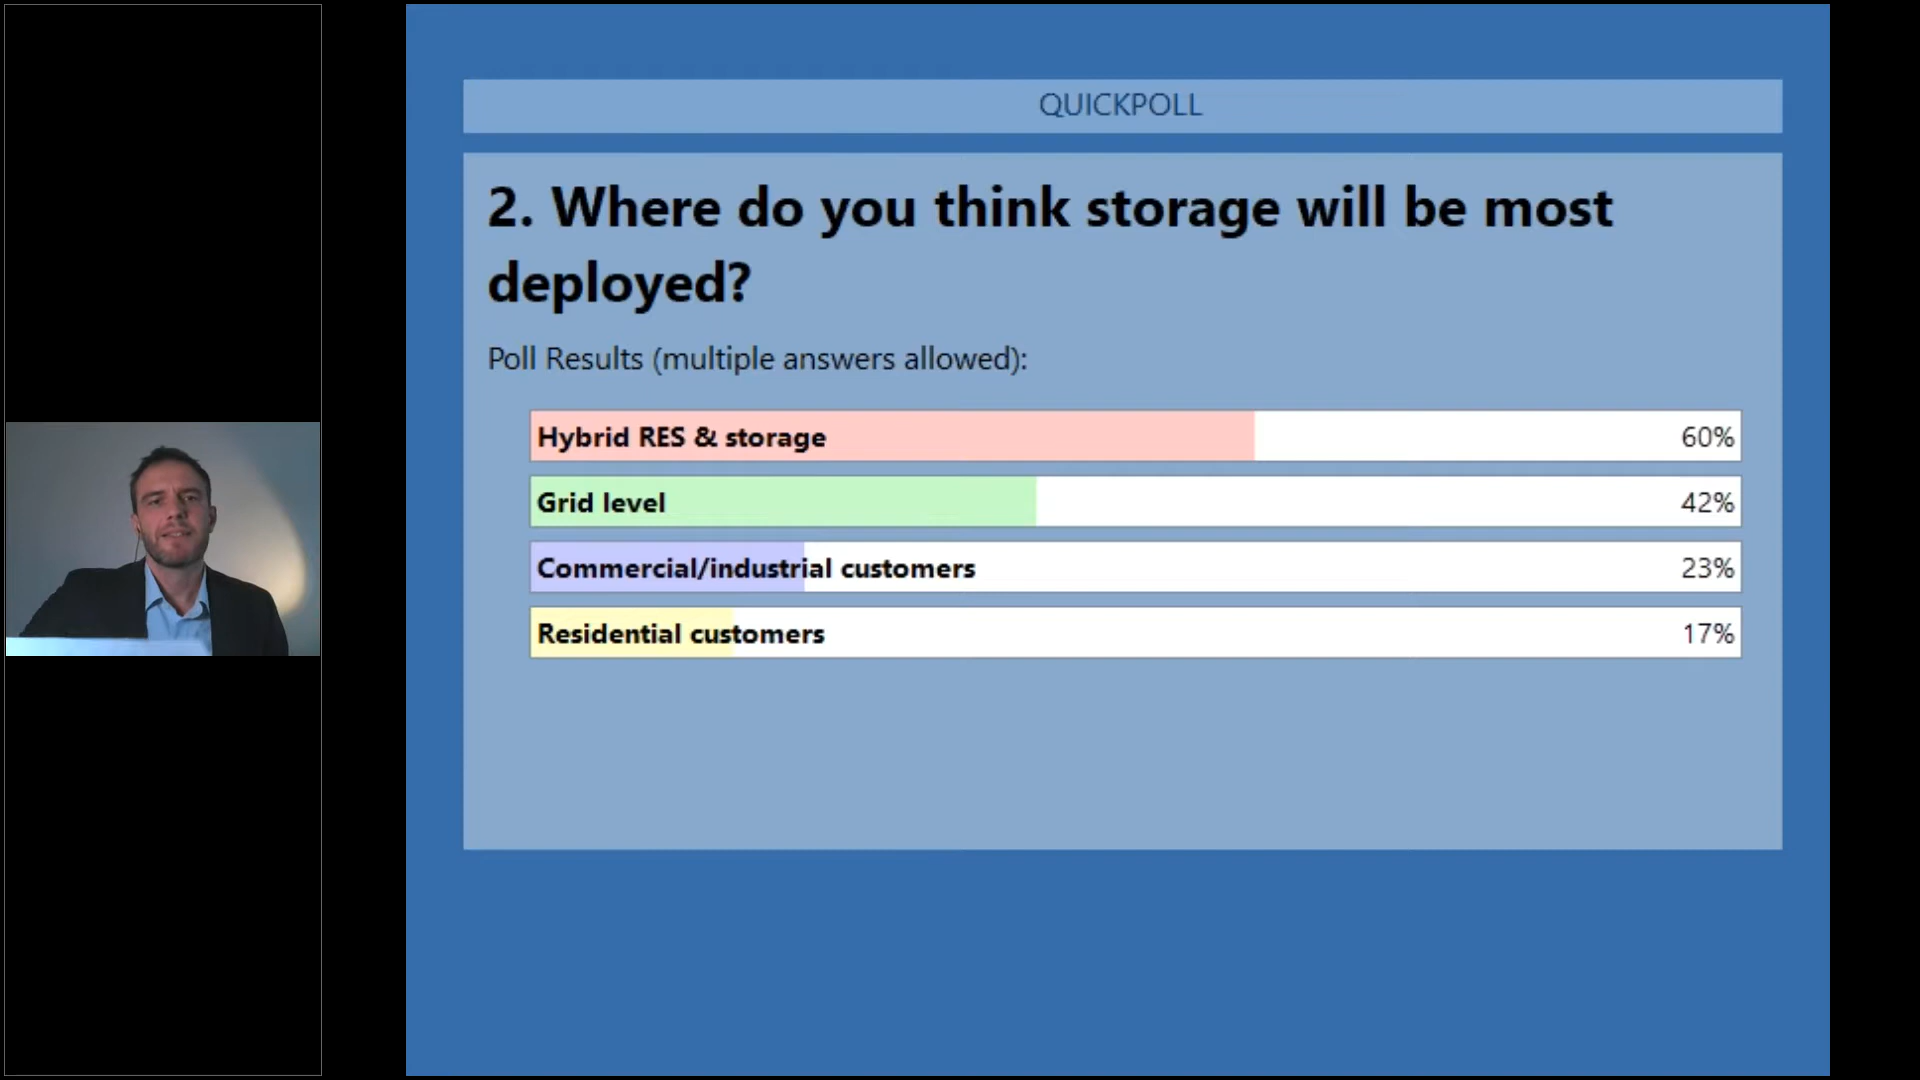 QUICKPOLL
2. Where do you think storage will be most
deployed?
Poll Results (multiple answers allowed):
Hybrid RES & storage 60%
Grid level 42%
Commercial/industrial customers 23%
Residential customers 17%